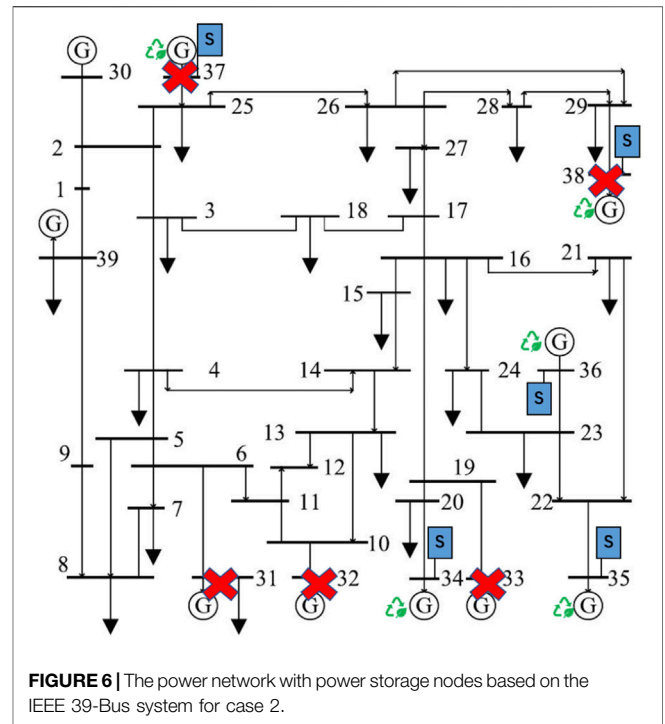 G G S
30 37
25 26 28 29
2 27 S
38
1 G
G 3 18 17
39 16 21
15
G
4 14 24 36
S
13 23
5
9 6 12 19
11 20 22
7
10 S S
8 31 32 34 33 35
G G G G G
FIGURE 6 | The power network with power storage nodes based on the
IEEE 39-Bus system for case 2.